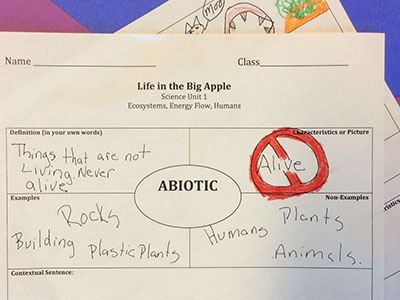 Moo
Name
Class
Life in the Big Apple
Science Unit 1
Ecosystems, Energy Flow, Humans
Definition (in your own words)
Things that are not
Living. Never
alive.
Characteristics or Picture
Alive
ABIOTIC
Examples
Rocks
Building Plastic Plants
Non-Examples
Humans Plants
Animals.
Contextual Sentence: